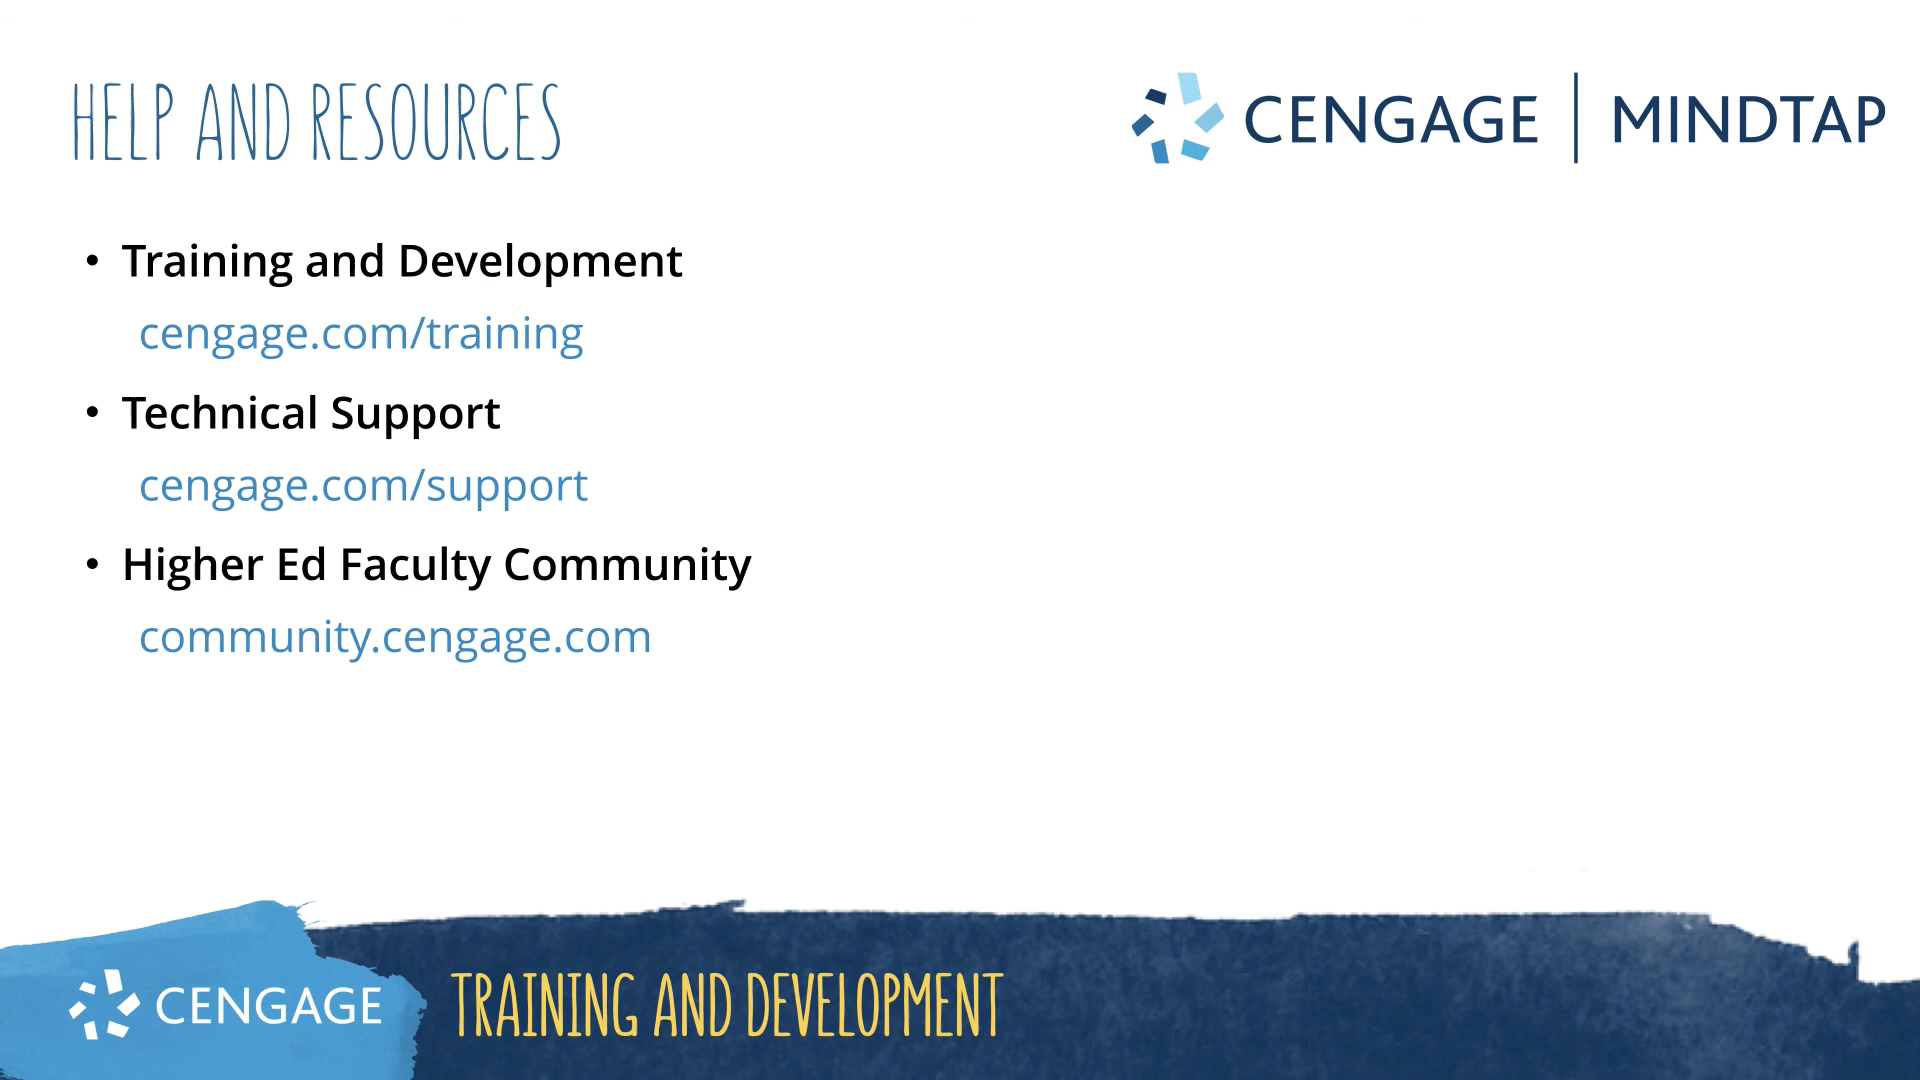 HELP AND RESOURCES
CENGAGE | MINDTAP
• Training and Development
cengage.com/training
• Technical Support
cengage.com/support
• Higher Ed Faculty Community
community.cengage.com
CENGAGE
TRAINING AND DEVELOPMENT